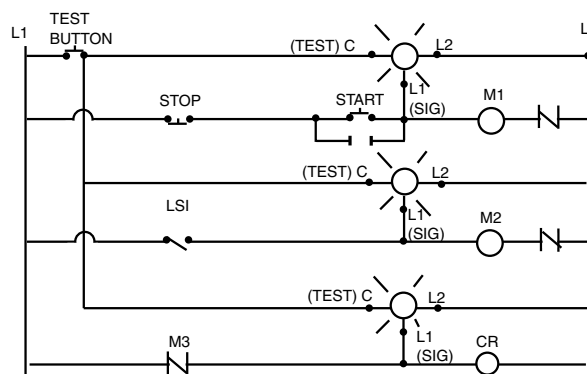 TEST
L1 BUTTON (TEST) C L2 L
L1
STOP START (SIG) M1
(TEST) C L2
LSI L1
(SIG) M2
(TEST) C L2
L1
M3 (SIG) CR